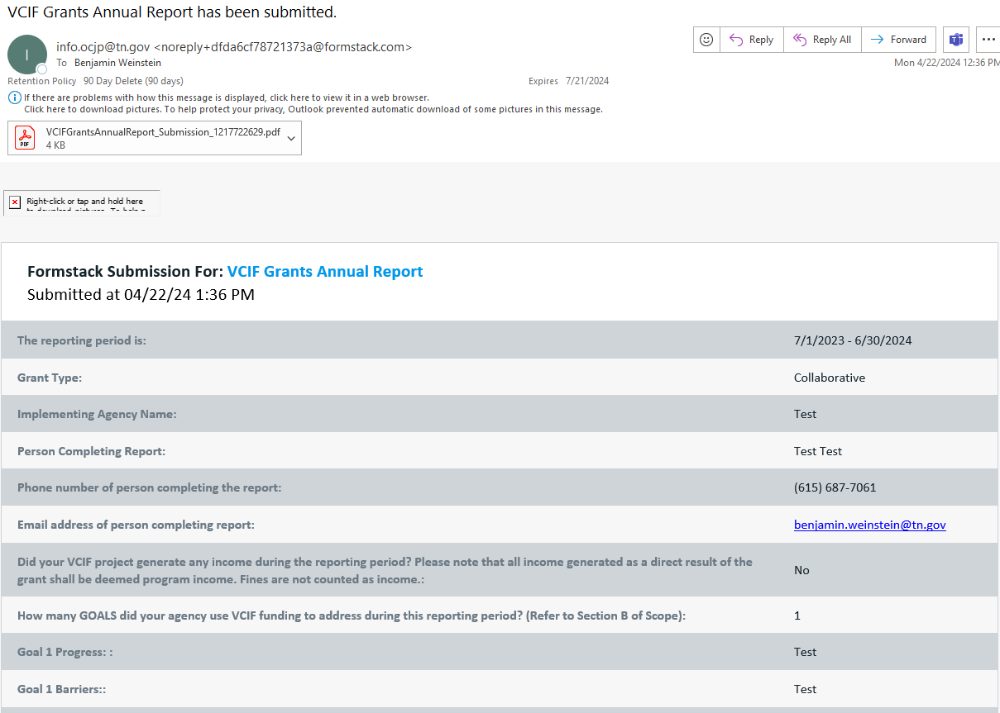 VCIF Grants Annual Report has been submitted.
I
info.ocjp@tn.gov <noreply+dfda6cf78721373a@formstack.com>
To Benjamin Weinstein
Reply
Reply All
Forward
Mon 4/22/2024 12:36 PM
Retention Policy 90 Day Delete (90 days)
Expires 7/21/2024
If there are problems with how this message is displayed, click here to view it in a web browser.
Click here to download pictures. To help protect your privacy, Outlook prevented automatic download of some pictures in this message.
PDF
VCIFGrantsAnnualReport_Submission_1217722629.pdf
4 KB
Right-click or tap and hold here
to download pictures. To help p
Formstack Submission For: VCIF Grants Annual Report
Submitted at 04/22/24 1:36 PM
The reporting period is: 7/1/2023 - 6/30/2024
Grant Type: Collaborative
Implementing Agency Name: Test
Person Completing Report: Test Test
Phone number of person completing the report: (615) 687-7061
Email address of person completing report: benjamin.weinstein@tn.gov
Did your VCIF project generate any income during the reporting period? Please note that all income generated as a direct result of the
grant shall be deemed program income. Fines are not counted as income.:
No
How many GOALS did your agency use VCIF funding to address during this reporting period? (Refer to Section B of Scope): 1
Goal 1 Progress: : Test
Goal 1 Barriers:: Test